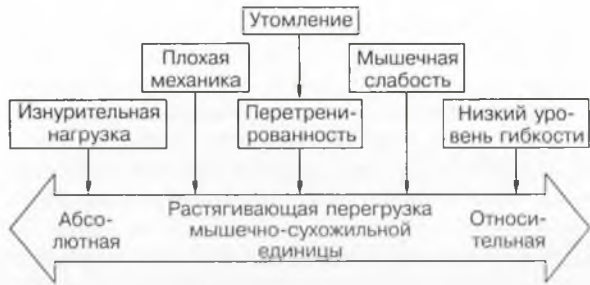 Утомление
Плохая
механика
Мышечная
слабость
Изнурительная
нагрузка
Перетрени-
рованность
Низкий уро-
вень гибкости
Абсо-
лютная
Растягивающая перегрузка
мышечно-сухожильной
единицы
Относи-
тельная